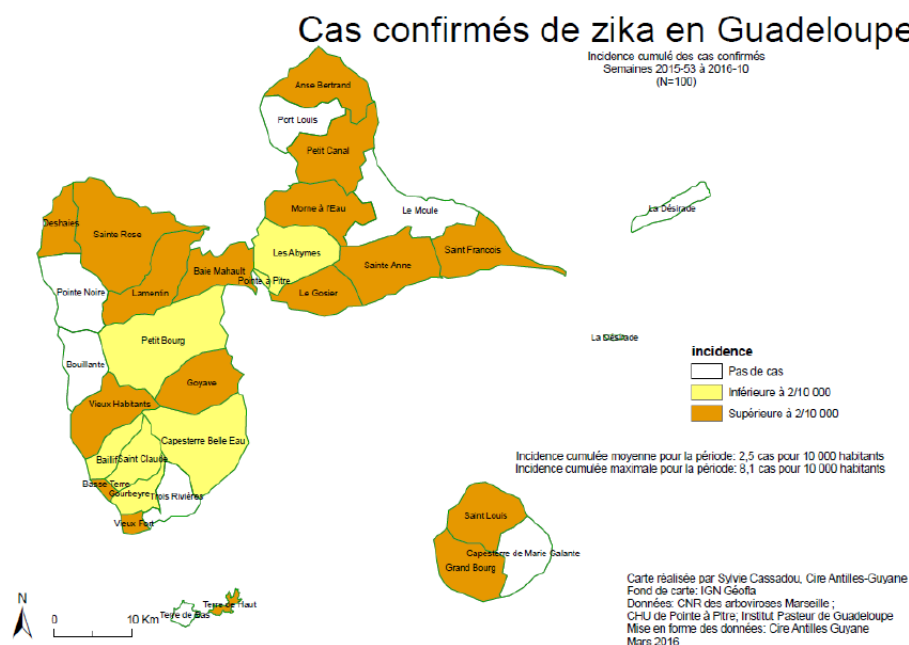 Cas confirmés de zika en Guadeloupe
Incidence cumulé des cas confirmés
Semaines 2015-53 à 2016-10
(N=100)
Anse Bertrand
Port Louis
Petit Canal
Morne à l'Eau
Le Moule
La Désirade
Deshaies
Sainte Rose
Les Abymes
Saint François
Baie Mahault
Sainte Anne
Pointe à Pitre
Pointe Noire
Lamentin
Le Gosier
Petit Bourg
La Désirade
Bouillante
incidence
Pas de cas
Goyave
Inférieure à 2/10 000
Vieux Habitants
Supérieure à 2/10 000
Capesterre Belle Eau
Baillif
Saint Claude
Incidence cumulée moyenne pour la période: 2,5 cas pour 10 000 habitants
Incidence cumulée maximale pour la période: 8,1 cas pour 10 000 habitants
Basse Terre
Gourbeyre
Trois Rivières
Vieux Fort
Saint Louis
Capesterre de Marie Galante
Grand Bourg
Terre de Haut
Terre de Bas
N
0 10 Km
Carte réalisée par Sylvie Cassadou, Cire Antilles-Guyane
Fond de carte: IGN Géofla
Données: CNR des arboviroses Marseille ;
CHU de Pointe à Pitre; Institut Pasteur de Guadeloupe
Mise en forme des données: Cire Antilles Guyane
Mars 2016